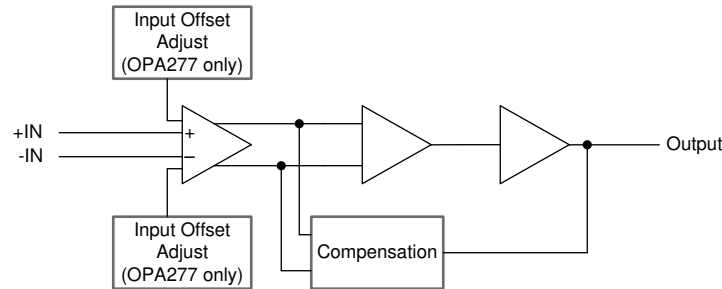 Input Offset
Adjust
(OPA277 only)
+IN
-IN
+
−
Output
Input Offset
Adjust
(OPA277 only)
Compensation